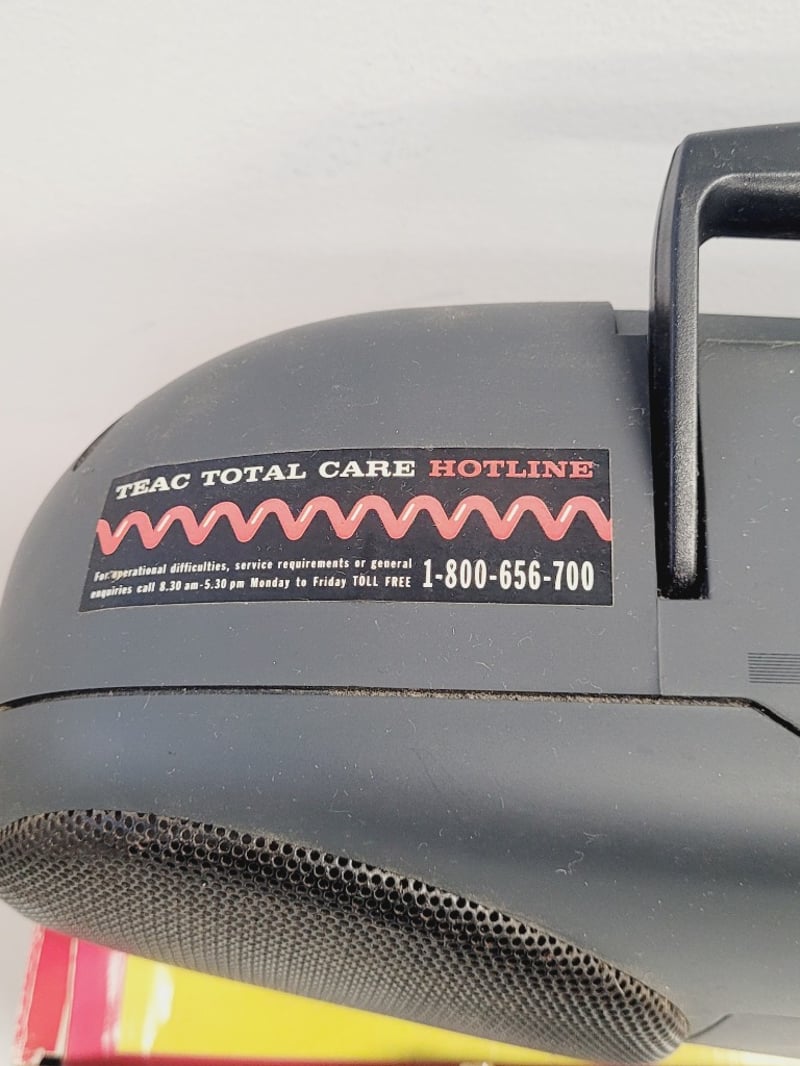 TEAC TOTAL CARE HOTLINE
For operational difficulties, service requirements or general
enquiries call 8.30 am-5.30 pm Monday to Friday TOLL FREE 1-800-656-700